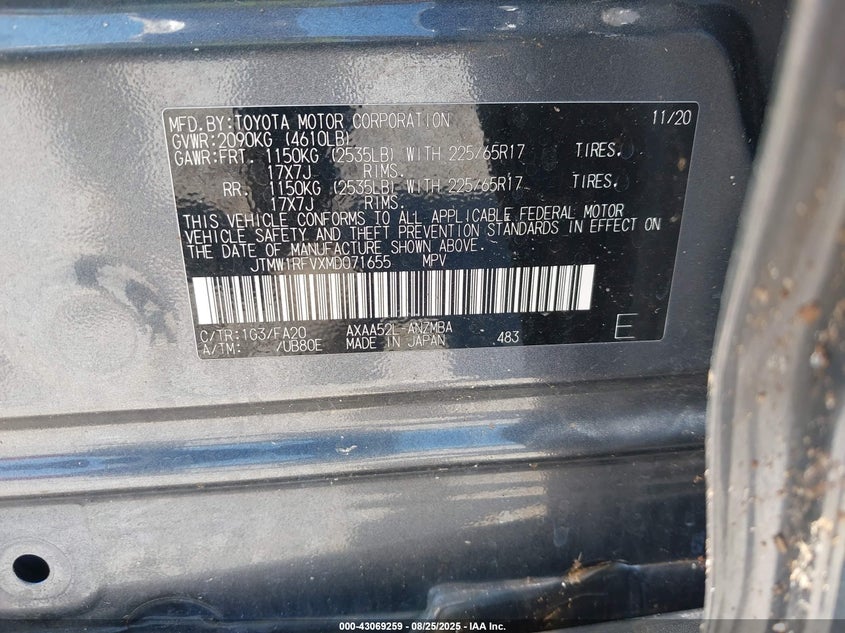 MFD.BY:TOYOTA MOTOR CORPORATION 11/20
GVWR:2090KG (4610LB)
GAWR:FRT. 1150KG (2535LB) WITH 225/65R17 TIRES.
17X7J RIMS.
RR. 1150KG (2535LB) WITH 225/65R17 TIRES.
17X7J RIMS.
THIS VEHICLE CONFORMS TO ALL APPLICABLE FEDERAL MOTOR
VEHICLE SAFETY AND THEFT PREVENTION STANDARDS IN EFFECT ON
THE DATE OF MANUFACTURE SHOWN ABOVE.
JTMW1RFVXMD071655 MPV
C/TR:1G3/FA20 AXAA52L-ANZMBA
A/TM: /UB80E MADE IN JAPAN 483 E
000-43069259 - 08/25/2025 - IAA Inc.